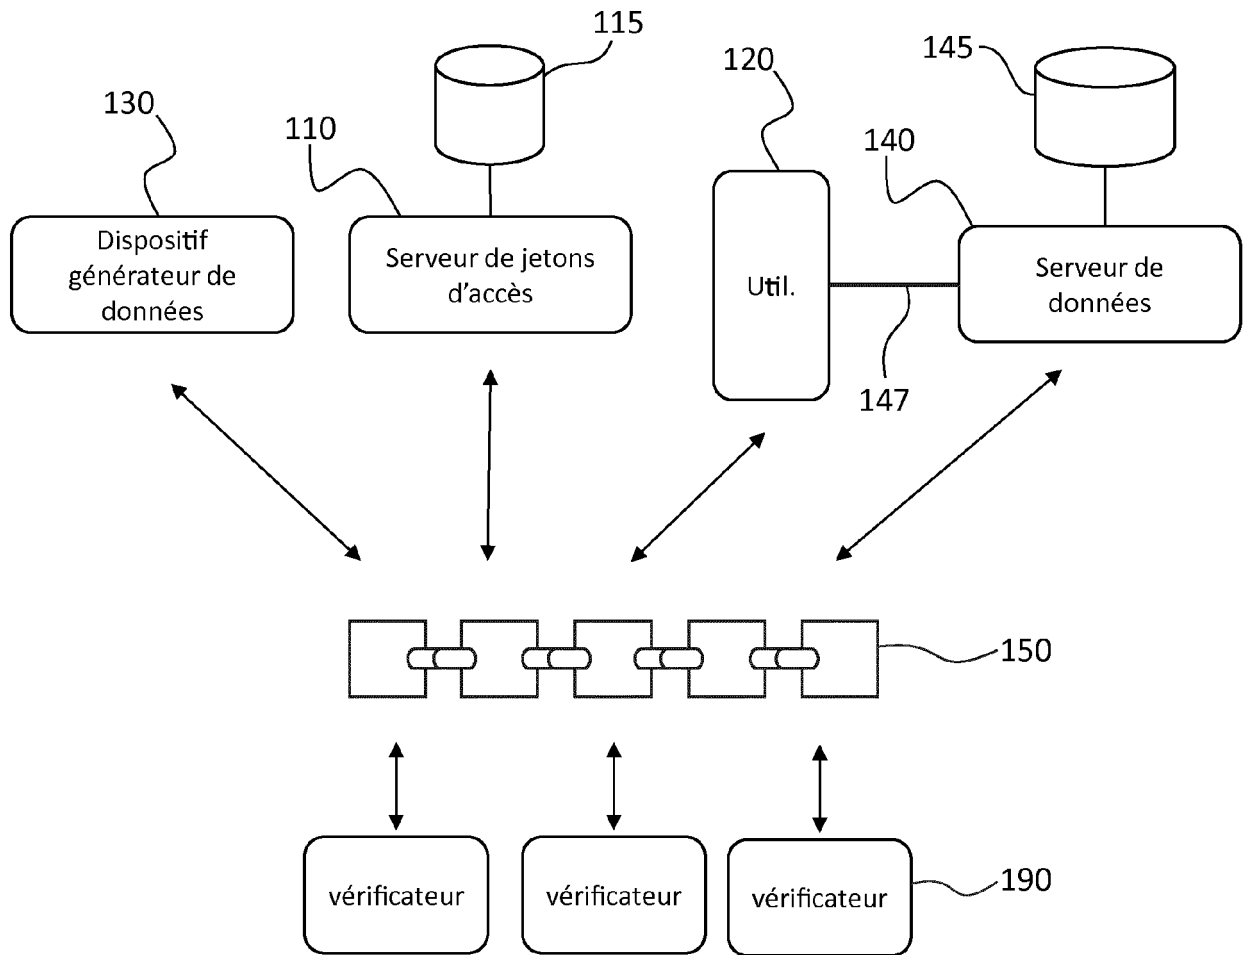 115
120
145
130
110
140
Dispositif
générateur de
données
Serveur de jetons
d'accès
Util.
Serveur de
données
147
150
vérificateur
vérificateur
vérificateur
190